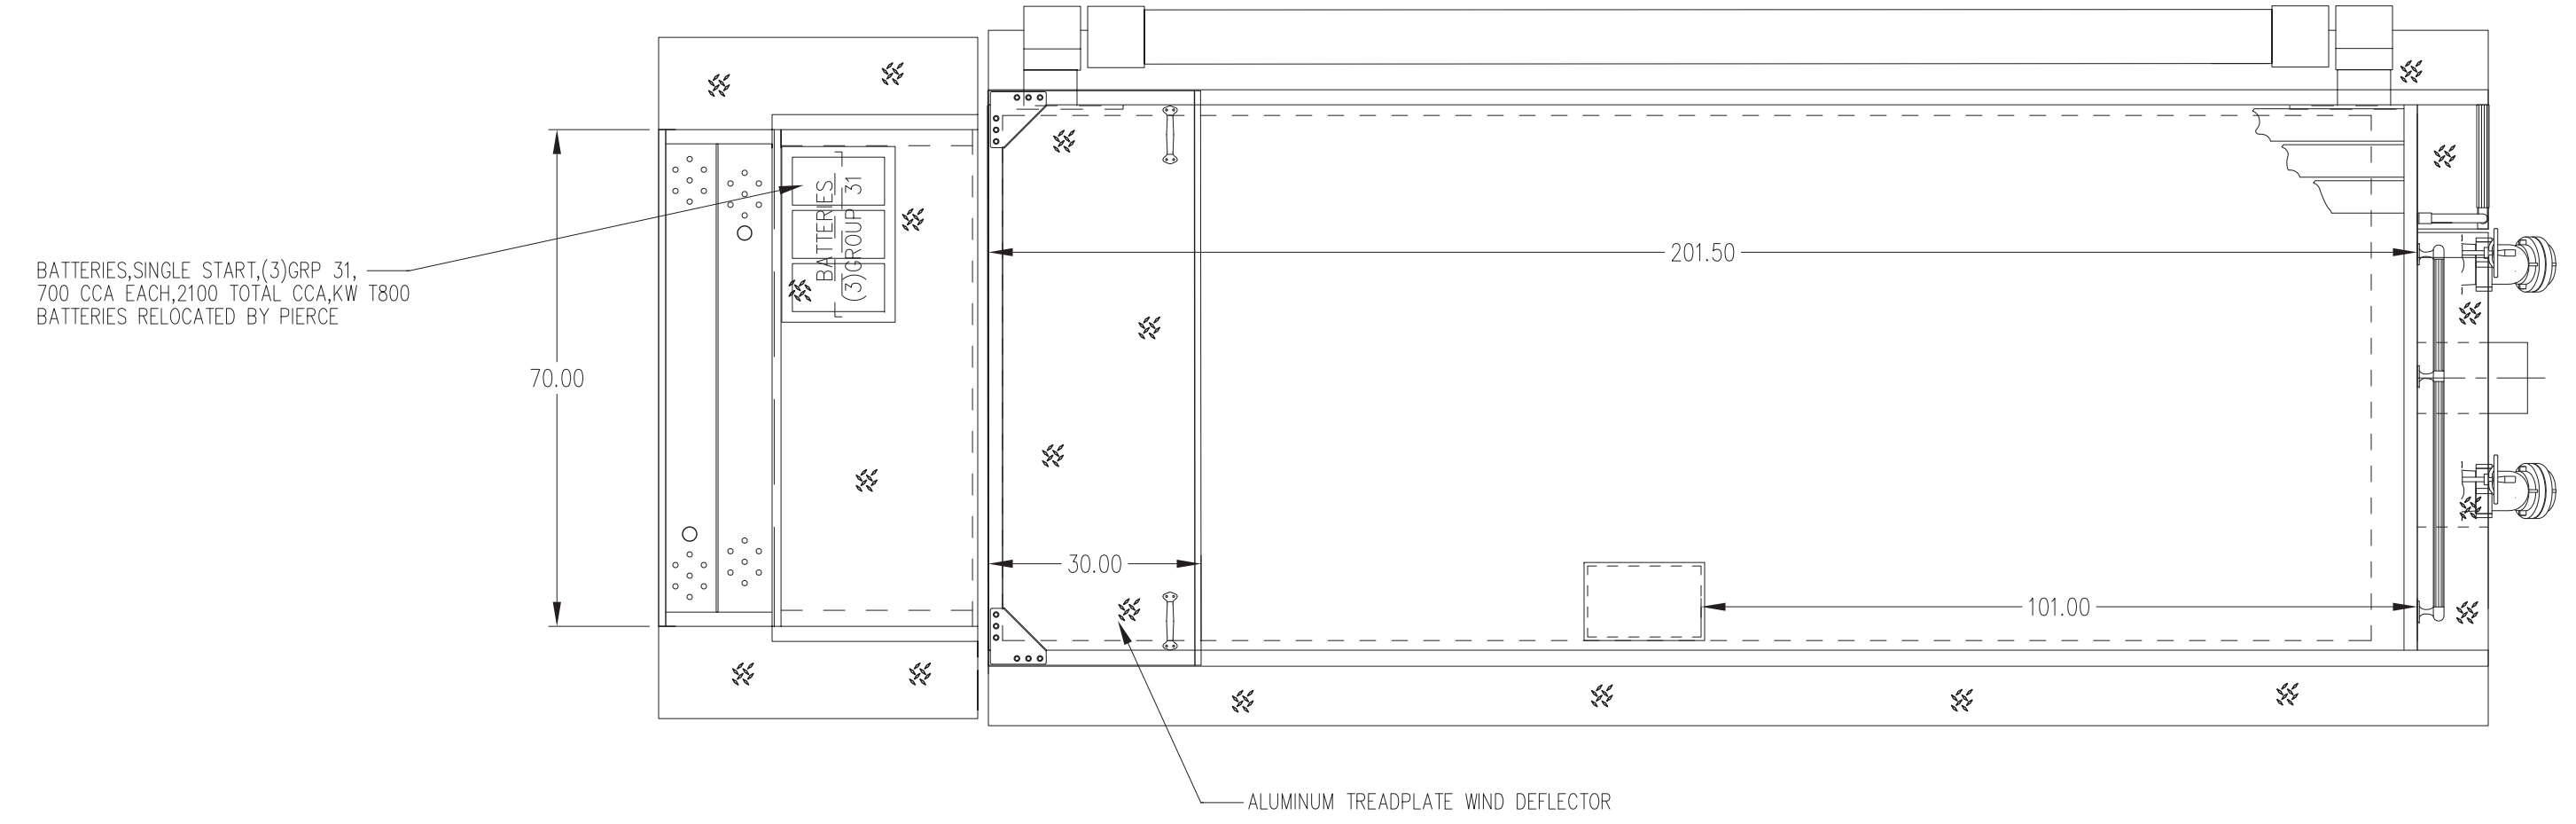 BATTERIES,SINGLE START,(3)GRP 31,
700 CCA EACH,2100 TOTAL CCA,KW T800
BATTERIES RELOCATED BY PIERCE
70.00
BATTERIES
(3)GROUP 31
201.50
30.00
101.00
ALUMINUM TREADPLATE WIND DEFLECTOR